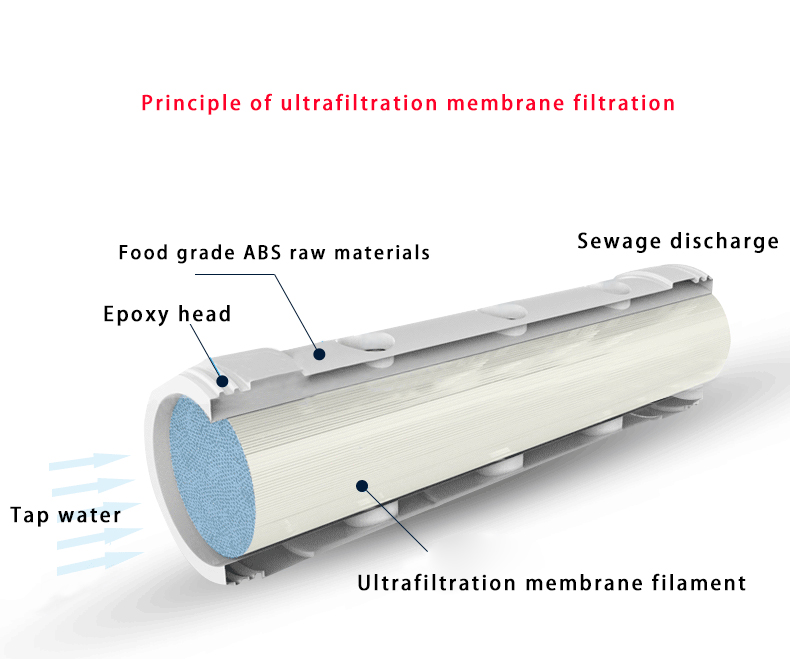 Principle of ultrafiltration membrane filtration
Sewage discharge
Food grade ABS raw materials
Epoxy head
Tap water
Ultrafiltration membrane filament